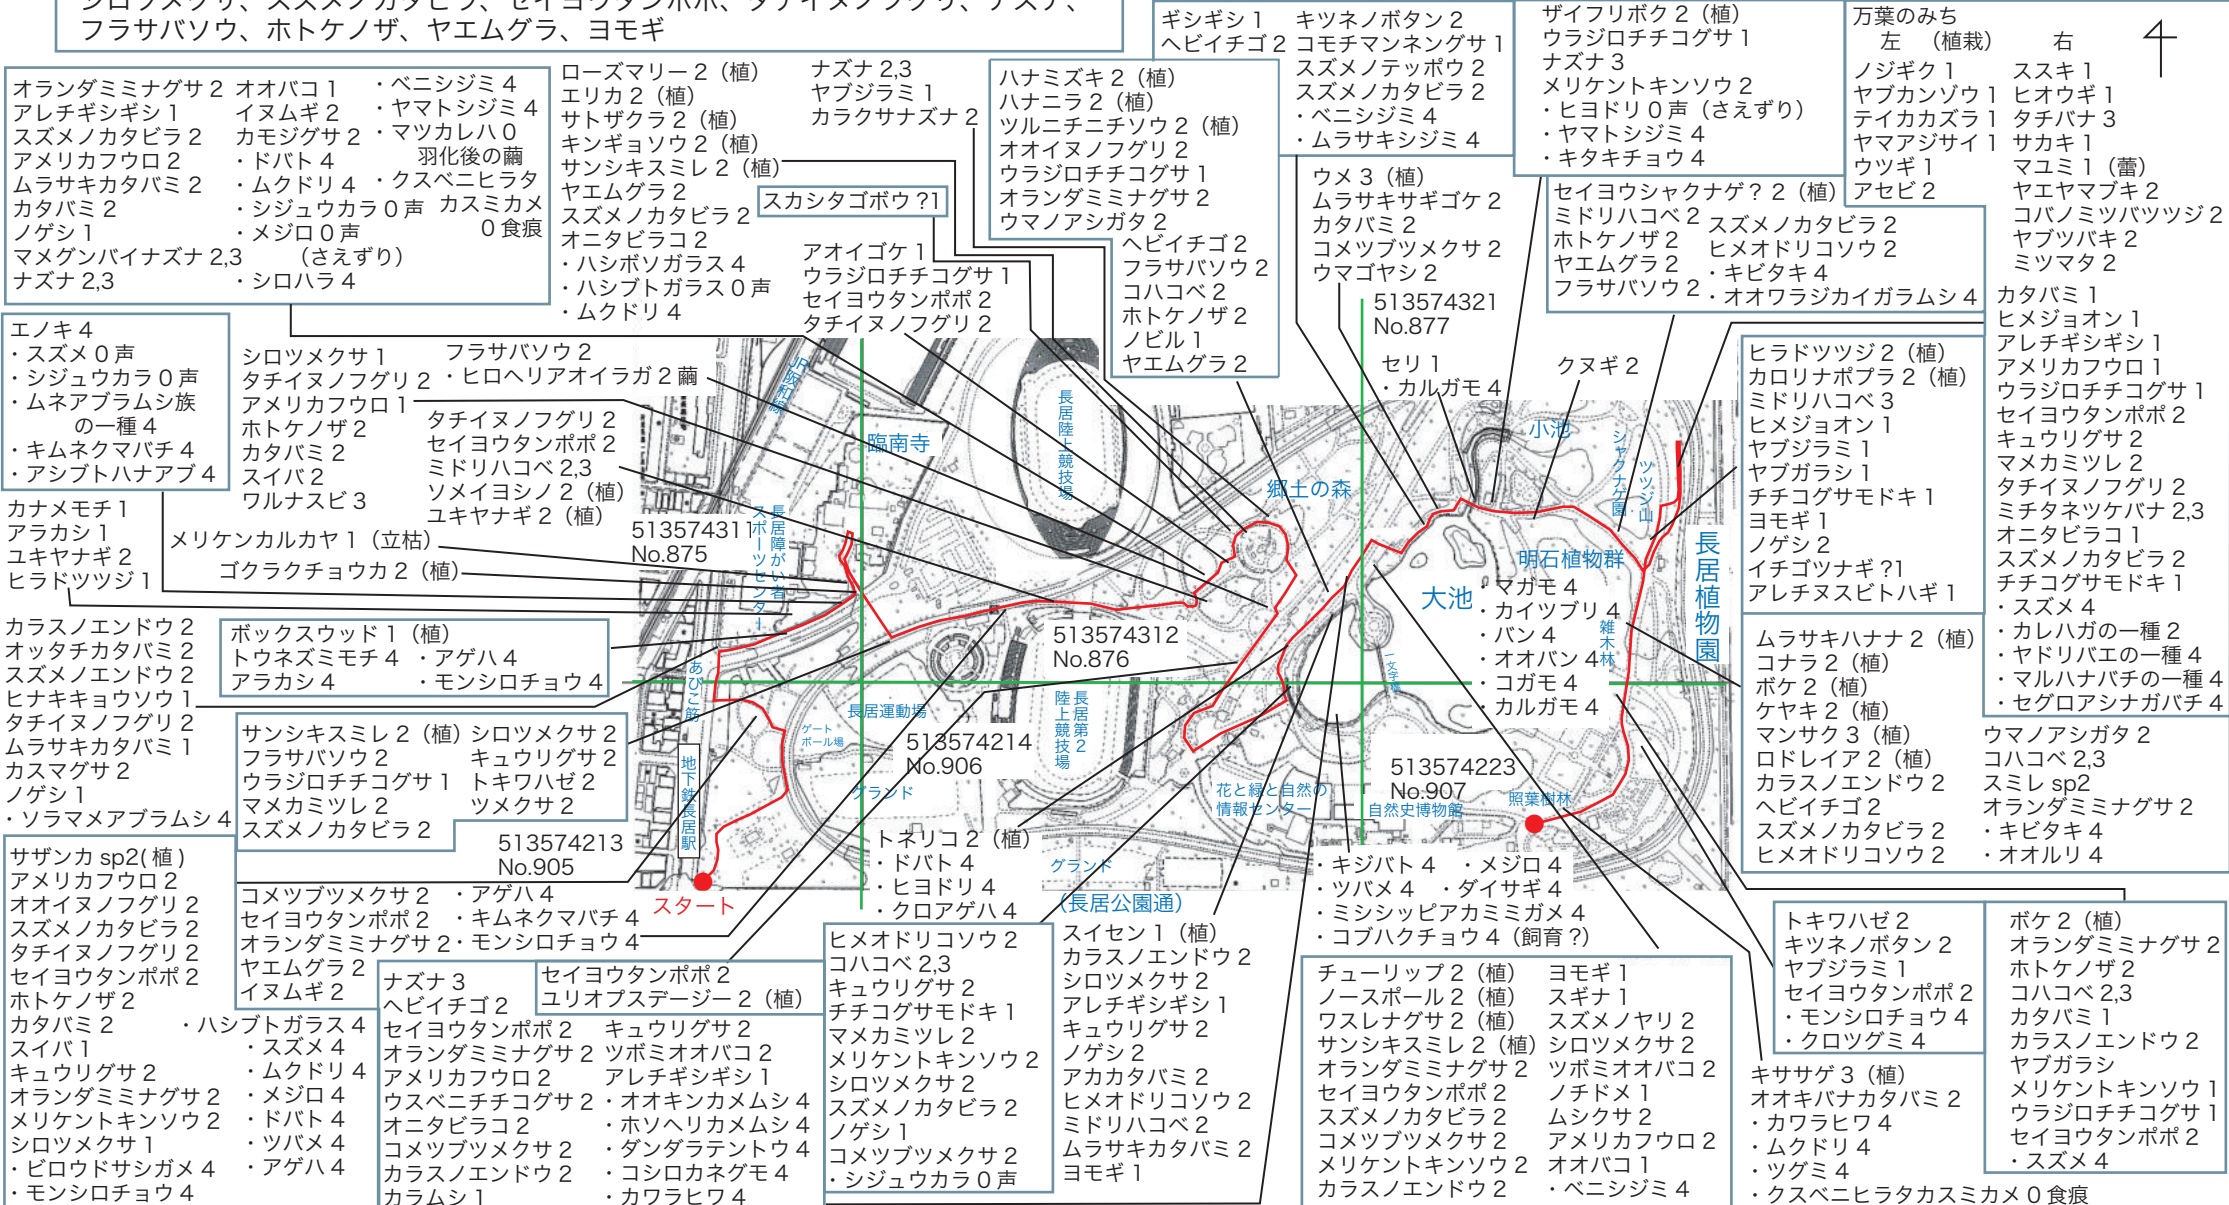 フラサバソウ、ホトケノザ、ヤエムグラ、ヨモギ
オランダミミナグサ 2
アレチギシギシ 1
スズメノカタビラ 2
アメリカフウロ 2
ムラサキカタバミ 2
カタバミ 2
ノゲシ 1
マメグンバイナズナ 2,3
ナズナ 2,3
オオバコ 1
イヌムギ 2
カモジグサ 2
・ドバト 4
・ムクドリ 4
・シジュウカラ 0 声
・メジロ 0 声
（さえずり）
・シロハラ 4
・ベニシジミ 4
・ヤマトシジミ 4
・マツカレハ 0
羽化後の繭
・クスベニヒラタ
カスミカメ
0 食痕
ローズマリー 2（植）
エリカ 2（植）
サトザクラ 2（植）
キンギョソウ 2（植）
サンシキスミレ 2（植）
ヤエムグラ 2
スズメノカタビラ 2
オニタビラコ 2
・ハシボソガラス 4
・ハシブトガラス 0 声
・ムクドリ 4
ナズナ 2,3
ヤブジラミ 1
カラクサナズナ 2
スカシタゴボウ ?1
アオイゴケ 1
ウラジロチチコグサ 1
セイヨウタンポポ 2
タチイヌノフグリ 2
ハナミズキ 2（植）
ハナニラ 2（植）
ツルニチニチソウ 2（植）
オオイヌノフグリ 2
ウラジロチチコグサ 1
オランダミミナグサ 2
ウマノアシガタ 2
ヘビイチゴ 2
フラサバソウ 2
コハコベ 2
ホトケノザ 2
ノビル 1
ヤエムグラ 2
ギシギシ 1
ヘビイチゴ 2
キツネノボタン 2
コモチマンネングサ 1
スズメノテッポウ 2
スズメノカタビラ 2
・ベニシジミ 4
・ムラサキシジミ 4
ウメ 3（植）
ムラサキサギゴケ 2
カタバミ 2
コメツブツメクサ 2
ウマゴヤシ 2
513574321
No.877
セリ 1
・カルガモ 4
クヌギ 2
ザイフリボク 2（植）
ウラジロチチコグサ 1
ナズナ 3
メリケントキンソウ 2
・ヒヨドリ 0 声（さえずり）
・ヤマトシジミ 4
・キタキチョウ 4
セイヨウシャクナゲ？ 2（植）
ミドリハコベ 2
ホトケノザ 2
ヤエムグラ 2
フラサバソウ 2
スズメノカタビラ 2
ヒメオドリコソウ 2
・キビタキ 4
・オオワラジカイガラムシ 4
万葉のみち
左 （植栽） 右
ノジギク 1
ヤブカンゾウ 1
テイカカズラ 1
ヤマアジサイ 1
ウツギ 1
アセビ 2
ススキ 1
ヒオウギ 1
タチバナ 3
サカキ 1
マユミ 1（蕾）
ヤエヤマブキ 2
コバノミツバツツジ 2
ヤブツバキ 2
ミツマタ 2
カタバミ 1
ヒメジョオン 1
アレチギシギシ 1
アメリカフウロ 1
ウラジロチチコグサ 1
セイヨウタンポポ 2
キュウリグサ 2
マメカミツレ 2
タチイヌノフグリ 2
ミチタネツケバナ 2,3
オニタビラコ 1
スズメノカタビラ 2
チチコグサモドキ 1
・スズメ 4
・カレハガの一種 2
・ヤドリバエの一種 4
・マルハナバチの一種 4
・セグロアシナガバチ 4
ヒラドツツジ 2（植）
カロリナポプラ 2（植）
ミドリハコベ 3
ヒメジョオン 1
ヤブジラミ 1
ヤブガラシ 1
チチコグサモドキ 1
ヨモギ 1
ノゲシ 2
イチゴツナギ ?1
アレチヌスビトハギ 1
ムラサキハナナ 2（植）
コナラ 2（植）
ボケ 2（植）
ケヤキ 2（植）
マンサク 3（植）
ロドレイア 2（植）
カラスノエンドウ 2
ヘビイチゴ 2
スズメノカタビラ 2
ヒメオドリコソウ 2
ウマノアシガタ 2
コハコベ 2,3
スミレ sp2
オランダミミナグサ 2
・キビタキ 4
・オオルリ 4
エノキ 4
・スズメ 0 声
・シジュウカラ 0 声
・ムネアブラムシ族
の一種 4
・キムネクマバチ 4
・アシブトハナアブ 4
シロツメクサ 1
タチイヌノフグリ 2
アメリカフウロ 1
ホトケノザ 2
カタバミ 2
スイバ 2
ワルナスビ 3
フラサバソウ 2
・ヒロヘリアオイラガ 2 繭
タチイヌノフグリ 2
セイヨウタンポポ 2
ミドリハコベ 2,3
ソメイヨシノ 2（植）
ユキヤナギ 2（植）
カナメモチ 1
アラカシ 1
ユキヤナギ 2
ヒラドツツジ 1
メリケンカルカヤ 1（立枯）
ゴクラクチョウカ 2（植）
513574311
No.875
カラスノエンドウ 2
オッタチカタバミ 2
スズメノエンドウ 2
ヒナキキョウソウ 1
タチイヌノフグリ 2
ムラサキカタバミ 1
カスマグサ 2
ノゲシ 1
・ソラマメアブラムシ 4
ボックスウッド 1（植）
トウネズミモチ 4
アラカシ 4
・アゲハ 4
・モンシロチョウ 4
サンシキスミレ 2（植）
フラサバソウ 2
ウラジロチチコグサ 1
マメカミツレ 2
スズメノカタビラ 2
シロツメクサ 2
キュウリグサ 2
トキワハゼ 2
ツメクサ 2
513574213
No.905
JR阪和線
臨南寺
長居陸上競技場
郷土の森
小池
シャクナゲ園
ツツジ山
長居植物園
明石植物群
大池
雑木林
一文字橋
長居障がい者
スポーツセンター
あびこ筋
地下鉄長居駅
長居運動場
ゲート
ボール場
グランド
長居第2
陸上競技場
花と緑と自然の
情報センター
自然史博物館
照葉樹林
グランド
（長居公園通）
スタート
513574312
No.876
513574214
No.906
513574223
No.907
・マガモ 4
・カイツブリ 4
・バン 4
・オオバン 4
・コガモ 4
・カルガモ 4
サザンカ sp2( 植 )
アメリカフウロ 2
オオイヌノフグリ 2
スズメノカタビラ 2
タチイヌノフグリ 2
セイヨウタンポポ 2
ホトケノザ 2
カタバミ 2
スイバ 1
キュウリグサ 2
オランダミミナグサ 2
メリケントキンソウ 2
シロツメクサ 1
・ビロウドサシガメ 4
・モンシロチョウ 4
・ハシブトガラス 4
・スズメ 4
・ムクドリ 4
・メジロ 4
・ドバト 4
・ツバメ 4
・アゲハ 4
コメツブツメクサ 2
セイヨウタンポポ 2
オランダミミナグサ 2
ヤエムグラ 2
イヌムギ 2
・アゲハ 4
・キムネクマバチ 4
・モンシロチョウ 4
ナズナ 3
ヘビイチゴ 2
セイヨウタンポポ 2
オランダミミナグサ 2
アメリカフウロ 2
ウスベニチチコグサ 2
オニタビラコ 2
コメツブツメクサ 2
カラスノエンドウ 2
カラムシ 1
セイヨウタンポポ 2
ユリオプスデージー 2（植）
キュウリグサ 2
ツボミオオバコ 2
アレチギシギシ 1
・オオキンカメムシ 4
・ホソヘリカメムシ 4
・ダンダラテントウ 4
・コシロカネグモ 4
・カワラヒワ 4
トネリコ 2（植）
・ドバト 4
・ヒヨドリ 4
・クロアゲハ 4
ヒメオドリコソウ 2
コハコベ 2,3
キュウリグサ 2
チチコグサモドキ 1
マメカミツレ 2
メリケントキンソウ 2
シロツメクサ 2
スズメノカタビラ 2
ノゲシ 1
コメツブツメクサ 2
・シジュウカラ 0 声
スイセン 1（植）
カラスノエンドウ 2
シロツメクサ 2
アレチギシギシ 1
キュウリグサ 2
ノゲシ 2
アカカタバミ 2
ヒメオドリコソウ 2
ミドリハコベ 2
ムラサキカタバミ 2
ヨモギ 1
・キジバト 4 ・メジロ 4
・ツバメ 4 ・ダイサギ 4
・ミシシッピアカミミガメ 4
・コブハクチョウ 4（飼育 ?）
チューリップ 2（植）
ノースポール 2（植）
ワスレナグサ 2（植）
サンシキスミレ 2（植）
オランダミミナグサ 2
セイヨウタンポポ 2
スズメノカタビラ 2
コメツブツメクサ 2
メリケントキンソウ 2
カラスノエンドウ 2
ヨモギ 1
スギナ 1
スズメノヤリ 2
シロツメクサ 2
ツボミオオバコ 2
ノチドメ 1
ムシクサ 2
アメリカフウロ 2
オオバコ 1
・ベニシジミ 4
トキワハゼ 2
キツネノボタン 2
ヤブジラミ 1
セイヨウタンポポ 2
・モンシロチョウ 4
・クロツグミ 4
キササゲ 3（植）
オオキバナカタバミ 2
・カワラヒワ 4
・ムクドリ 4
・ツグミ 4
・クスベニヒラタカスミカメ 0 食痕
ボケ 2（植）
オランダミミナグサ 2
ホトケノザ 2
コハコベ 2,3
カタバミ 1
カラスノエンドウ 2
ヤブガラシ
メリケントキンソウ 1
ウラジロチチコグサ 1
セイヨウタンポポ 2
・スズメ 4